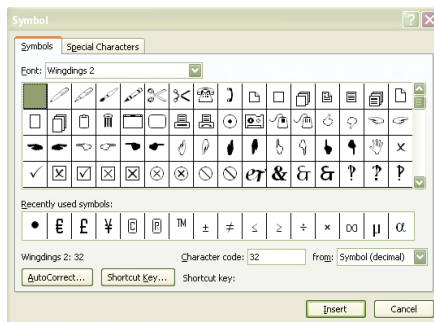 Symbol
Symbols Special Characters
Font: Wingdings 2
Recently used symbols:
● € £ ¥ © ® ™ ± ≠ ≤ ≥ ÷ × ∞ µ α
Wingdings 2: 32 Character code: 32 from: Symbol (decimal)
AutoCorrect... Shortcut Key... Shortcut key:
Insert Cancel